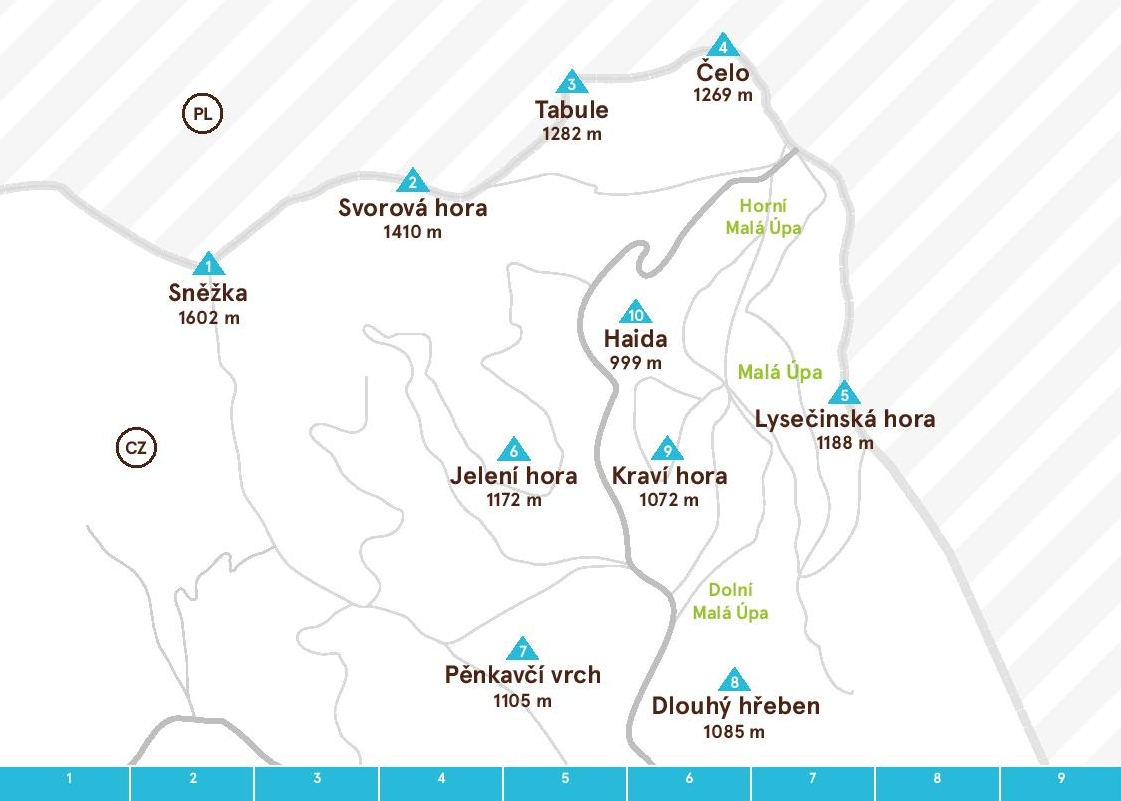 4
Čelo
1269 m
3
Tabule
1282 m
PL
2
Svorová hora
1410 m
Horní
Malá Úpa
1
Sněžka
1602 m
10
Haida
999 m
Malá Úpa
5
Lysečinská hora
1188 m
CZ
6
Jelení hora
1172 m
9
Kraví hora
1072 m
Dolní
Malá Úpa
7
Pěnkavčí vrch
1105 m
8
Dlouhý hřeben
1085 m
1 2 3 4 5 6 7 8 9